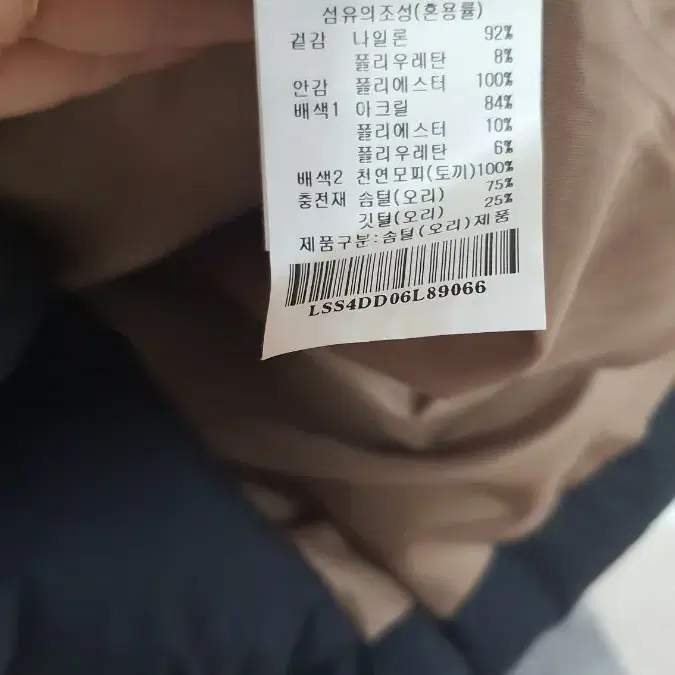 섬유의조성(혼용률)
겉감 나일론 92%
폴리우레탄 8%
안감 폴리에스터 100%
배색1 아크릴 84%
폴리에스터 10%
폴리우레탄 6%
배색2 천연모피(토끼)100%
충전재 솜털(오리) 75%
깃털(오리) 25%
제품구분:솜털(오리)제품
LSS4DD06L89066